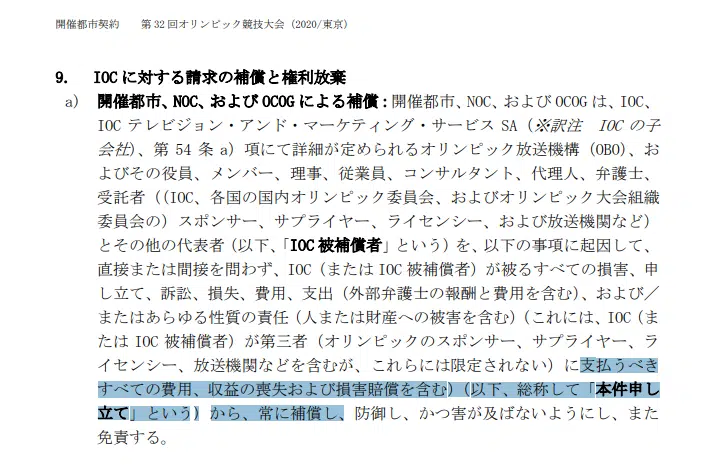 開催都市契約　　第 32 回オリンピック競技大会（2020/東京）
9.　IOC に対する請求の補償と権利放棄
a)　開催都市、NOC、および OCOG による補償：開催都市、NOC、および OCOG は、IOC、
IOC テレビジョン・アンド・マーケティング・サービス SA（※訳注　IOC の子
会社）、第 54 条 a）項にて詳細が定められるオリンピック放送機構（OBO）、お
よびその役員、メンバー、理事、従業員、コンサルタント、代理人、弁護士、
受託者（（IOC、各国の国内オリンピック委員会、およびオリンピック大会組織
委員会の）スポンサー、サプライヤー、ライセンシー、および放送機関など）
とその他の代表者（以下、「IOC 被補償者」という）を、以下の事項に起因して、
直接または間接を問わず、IOC（または IOC 被補償者）が被るすべての損害、申
し立て、訴訟、損失、費用、支出（外部弁護士の報酬と費用を含む）、および／
またはあらゆる性質の責任（人または財産への被害を含む）（これには、IOC（ま
たは IOC 被補償者）が第三者（オリンピックのスポンサー、サプライヤー、ラ
イセンシー、放送機関などを含むが、これらには限定されない）に支払うべき
すべての費用、収益の喪失および損害賠償を含む）（以下、総称して「本件申し
立て」という）から、常に補償し、防御し、かつ害が及ばないようにし、また
免責する。